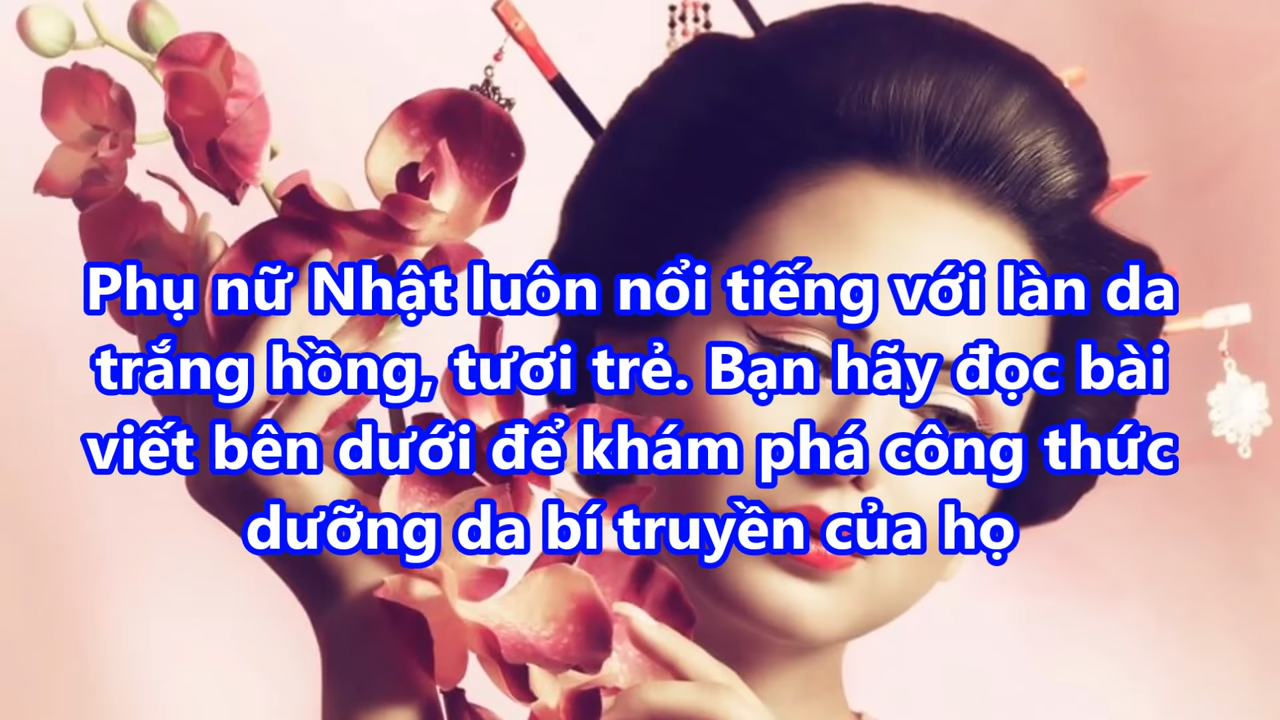 Phụ nữ Nhật luôn nổi tiếng với làn da
trắng hồng, tươi trẻ. Bạn hãy đọc bài
viết bên dưới để khám phá công thức
dưỡng da bí truyền của họ